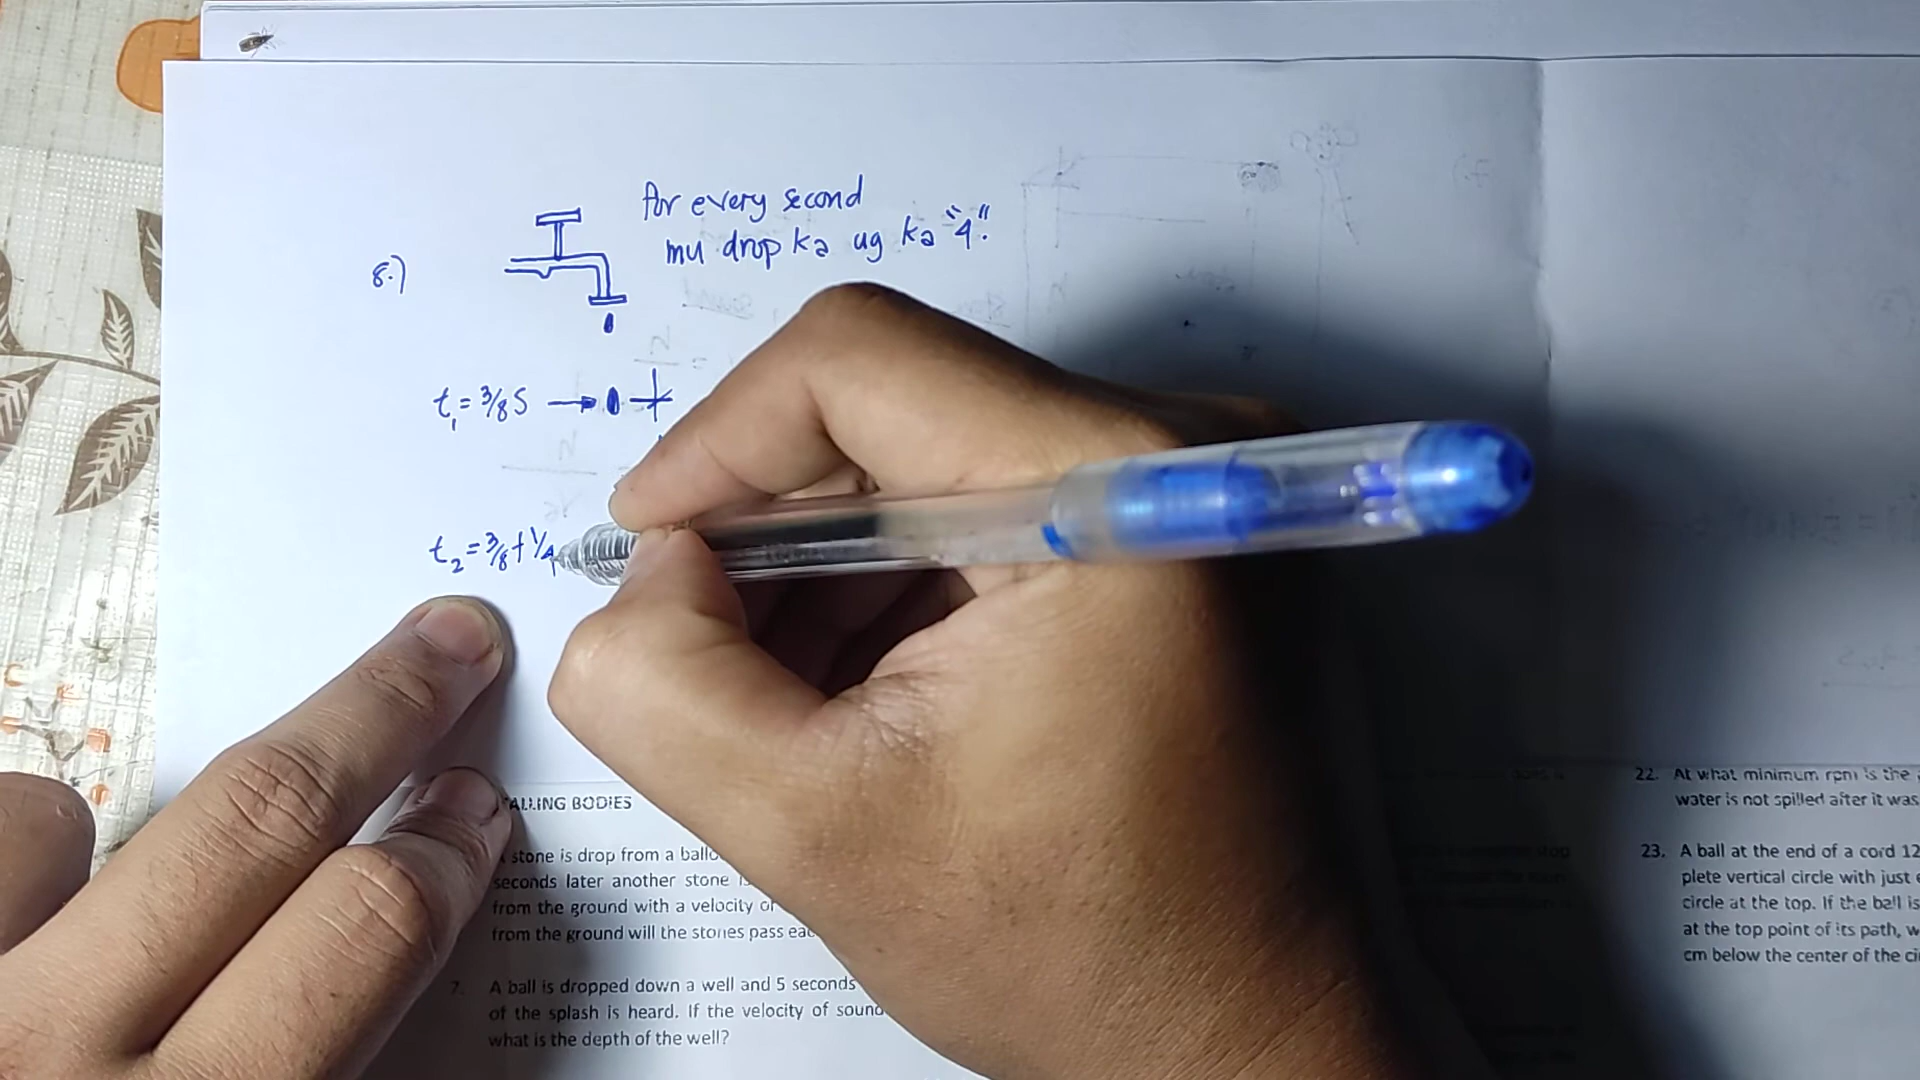 for every second
mu drop ka ug ka "4".
8.)
t₁ = 3/8 s
t₂ = 3/8 + 1/4
ALLING BODIES
stone is drop from a ballo
seconds later another stone is
from the ground with a velocity of
from the ground will the stones pass eac
7. A ball is dropped down a well and 5 seconds
of the splash is heard. If the velocity of soun
what is the depth of the well?
22. At what minimum rpm is the
water is not spilled after it was
23. A ball at the end of a cord 12
plete vertical circle with just e
circle at the top. If the ball is
at the top point of its path, w
cm below the center of the ci